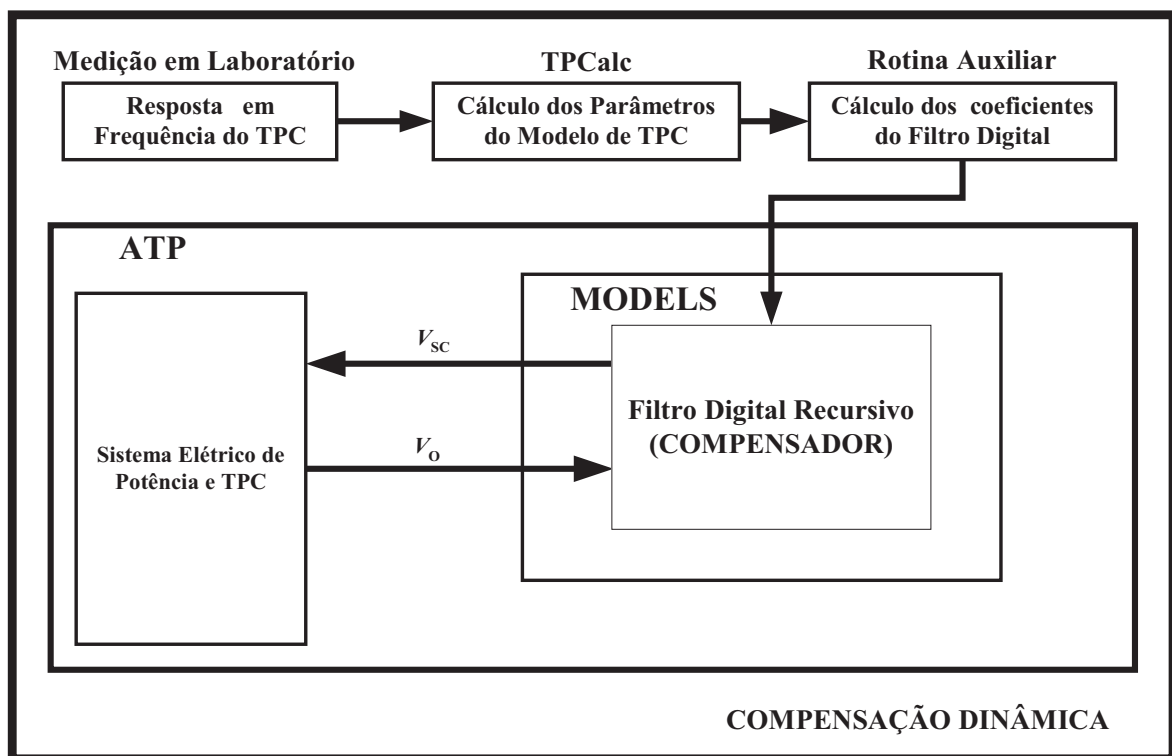 Medição em Laboratório
TPCalc
Rotina Auxiliar
Resposta em
Frequência do TPC
Cálculo dos Parâmetros
do Modelo de TPC
Cálculo dos coeficientes
do Filtro Digital
ATP
MODELS
VSC
Filtro Digital Recursivo
(COMPENSADOR)
VO
Sistema Elétrico de
Potência e TPC
COMPENSAÇÃO DINÂMICA